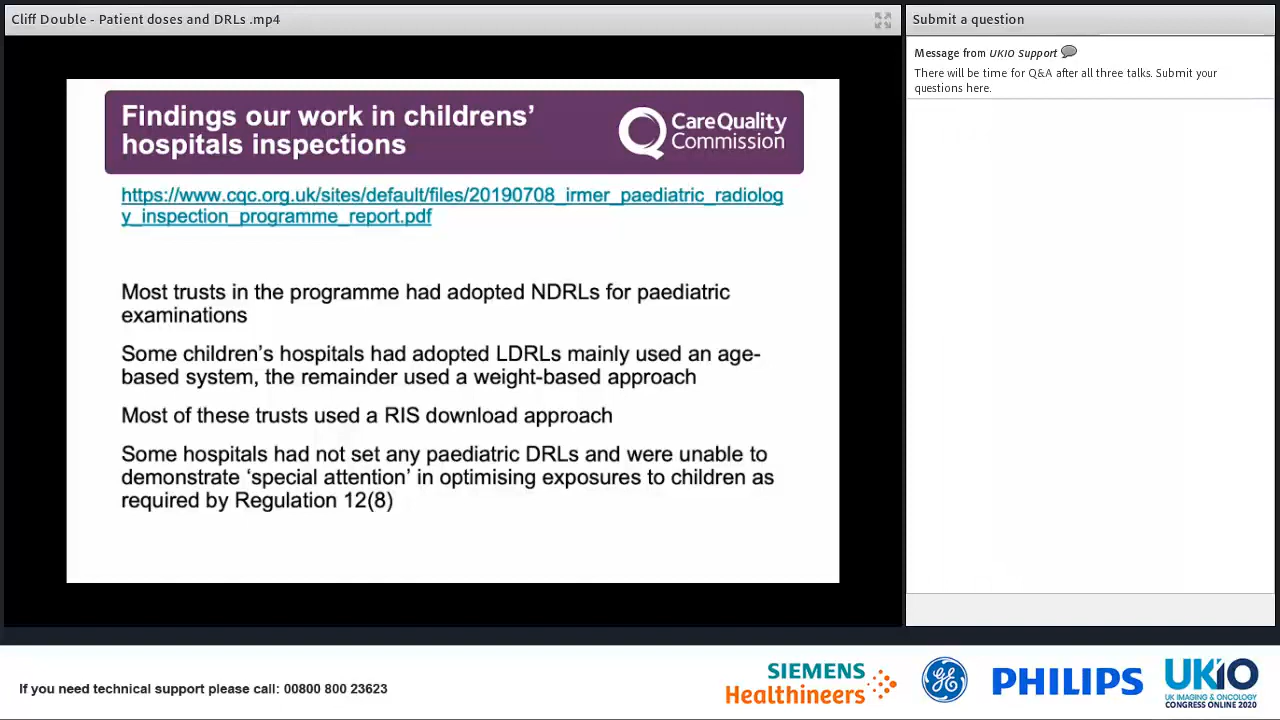 Cliff Double - Patient doses and DRLs .mp4
Submit a question
Message from UKIO Support
There will be time for Q&A after all three talks. Submit your
questions here.
Findings our work in childrens’
hospitals inspections
CareQuality
Commission
https://www.cqc.org.uk/sites/default/files/20190708_irmer_paediatric_radiolog
y_inspection_programme_report.pdf
Most trusts in the programme had adopted NDRLs for paediatric
examinations
Some children’s hospitals had adopted LDRLs mainly used an age-
based system, the remainder used a weight-based approach
Most of these trusts used a RIS download approach
Some hospitals had not set any paediatric DRLs and were unable to
demonstrate ‘special attention’ in optimising exposures to children as
required by Regulation 12(8)
If you need technical support please call: 00800 800 23623
SIEMENS
Healthineers
GE
PHILIPS
UKIO
UK IMAGING & ONCOLOGY
CONGRESS ONLINE 2020